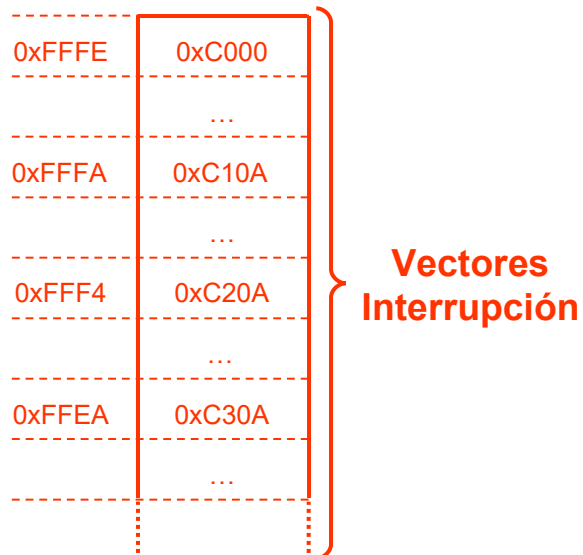 0xFFFE 0xC000
…
0xFFFA 0xC10A
…
0xFFF4 0xC20A
…
0xFFEA 0xC30A
…
Vectores
Interrupción